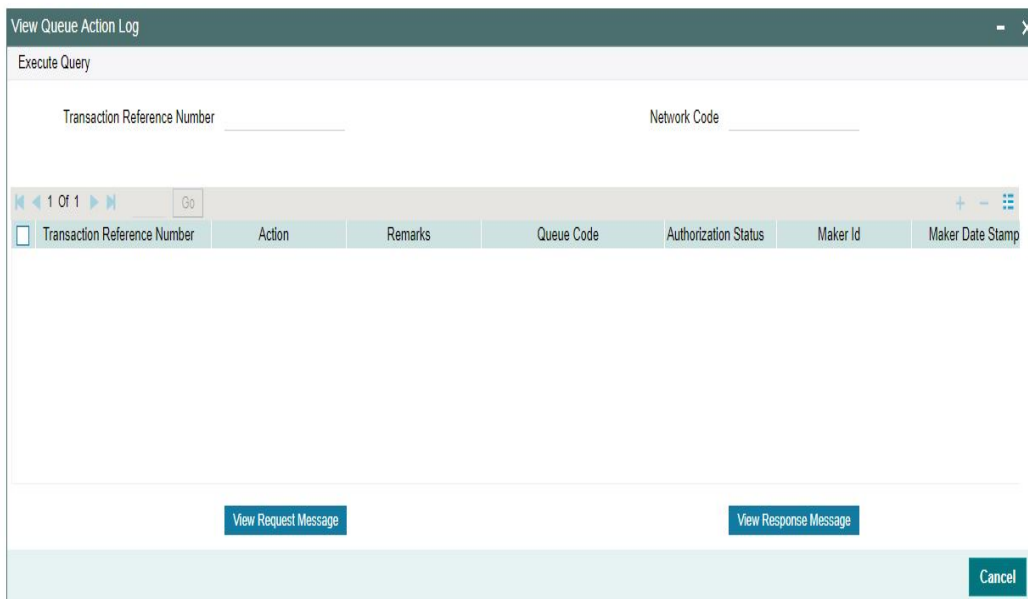 View Queue Action Log
Execute Query
Transaction Reference Number Network Code
1 Of 1 Go
Transaction Reference Number Action Remarks Queue Code Authorization Status Maker Id Maker Date Stamp
View Request Message View Response Message
Cancel